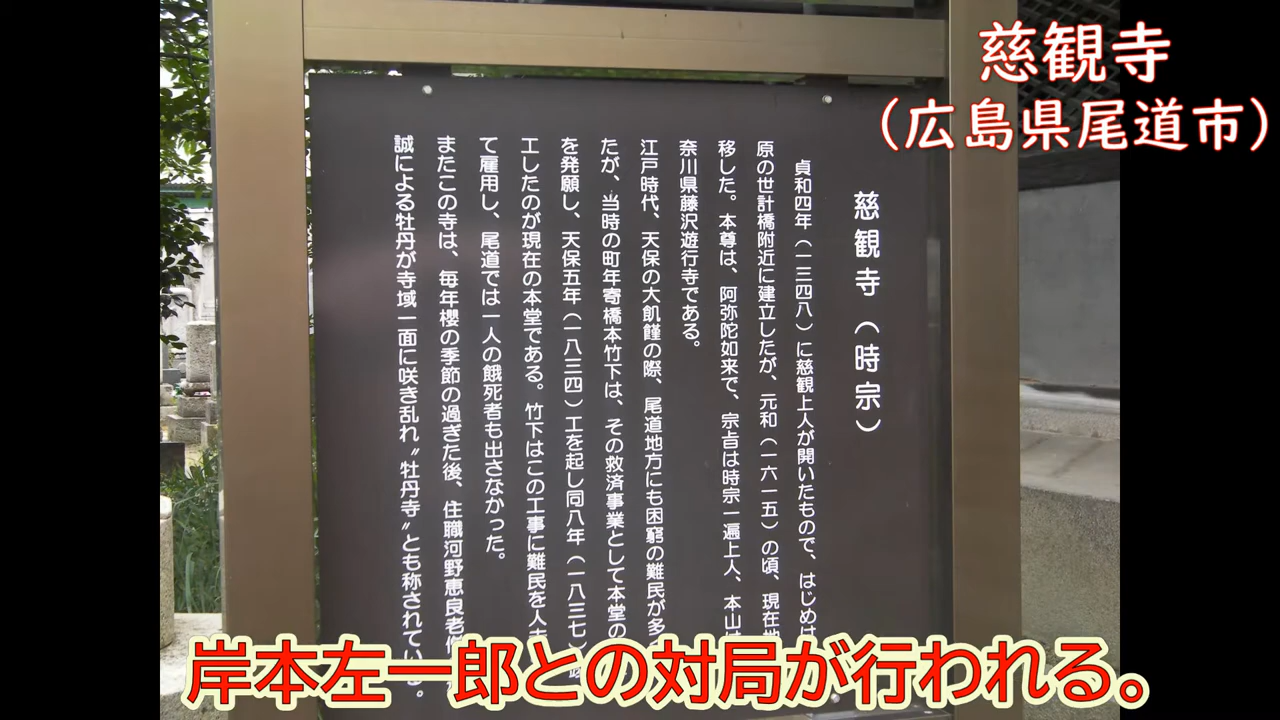 慈観寺
（広島県尾道市）
慈観寺（時宗）
貞和四年（一三四八）に慈観上人が開いたもので、はじめは
原の世計橋附近に建立したが、元和（一六一五）の頃、現在地
移した。本尊は、阿弥陀如来で、宗旨は時宗一遍上人、本山は
奈川県藤沢遊行寺である。
江戸時代、天保の大飢饉の際、尾道地方にも困窮の難民が多
たが、当時の町年寄橋本竹下は、その救済事業として本堂の
を発願し、天保五年（一八三四）工を起し同八年（一八三七）
工したのが現在の本堂である。竹下はこの工事に難民を人
て雇用し、尾道では一人の餓死者も出さなかった。
またこの寺は、毎年櫻の季節の過ぎた後、住職河野恵良老
誠による牡丹が寺域一面に咲き乱れ〝牡丹寺〟とも称されている。
岸本左一郎との対局が行われる。